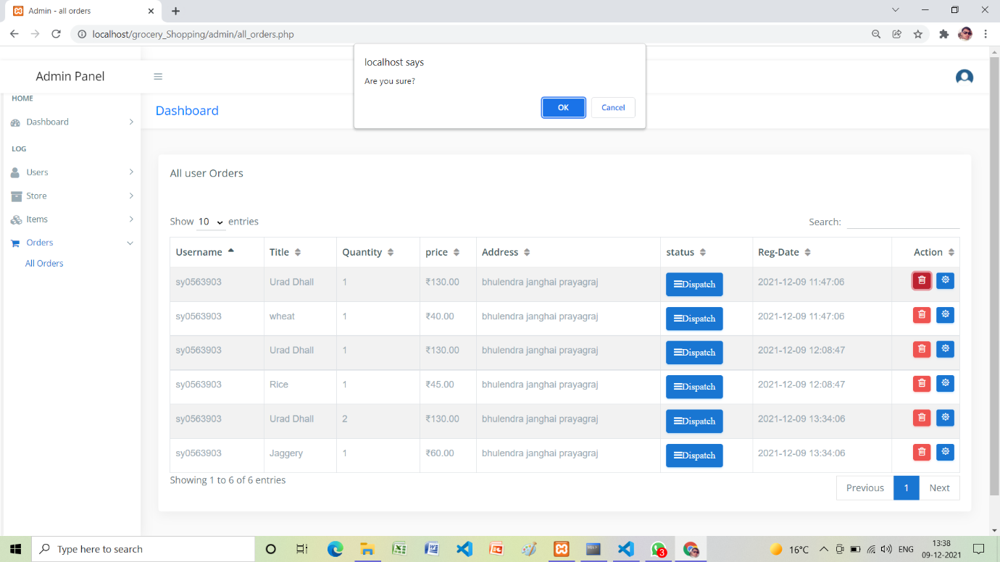 Admin - all orders
localhost/grocery_Shopping/admin/all_orders.php
localhost says
Are you sure?
OK Cancel
Admin Panel
HOME
Dashboard
Dashboard
LOG
Users
Store
Items
Orders
All Orders
All user Orders
Show 10 entries
Search:
Username Title Quantity price Address status Reg-Date Action
sy0563903 Urad Dhall 1 ₹130.00 bhulendra janghai prayagraj Dispatch 2021-12-09 11:47:06
sy0563903 wheat 1 ₹40.00 bhulendra janghai prayagraj Dispatch 2021-12-09 11:47:06
sy0563903 Urad Dhall 1 ₹130.00 bhulendra janghai prayagraj Dispatch 2021-12-09 12:08:47
sy0563903 Rice 1 ₹45.00 bhulendra janghai prayagraj Dispatch 2021-12-09 12:08:47
sy0563903 Urad Dhall 2 ₹130.00 bhulendra janghai prayagraj Dispatch 2021-12-09 13:34:06
sy0563903 Jaggery 1 ₹60.00 bhulendra janghai prayagraj Dispatch 2021-12-09 13:34:06
Showing 1 to 6 of 6 entries
Previous 1 Next
Type here to search
3
16°C
ENG
13:38
09-12-2021